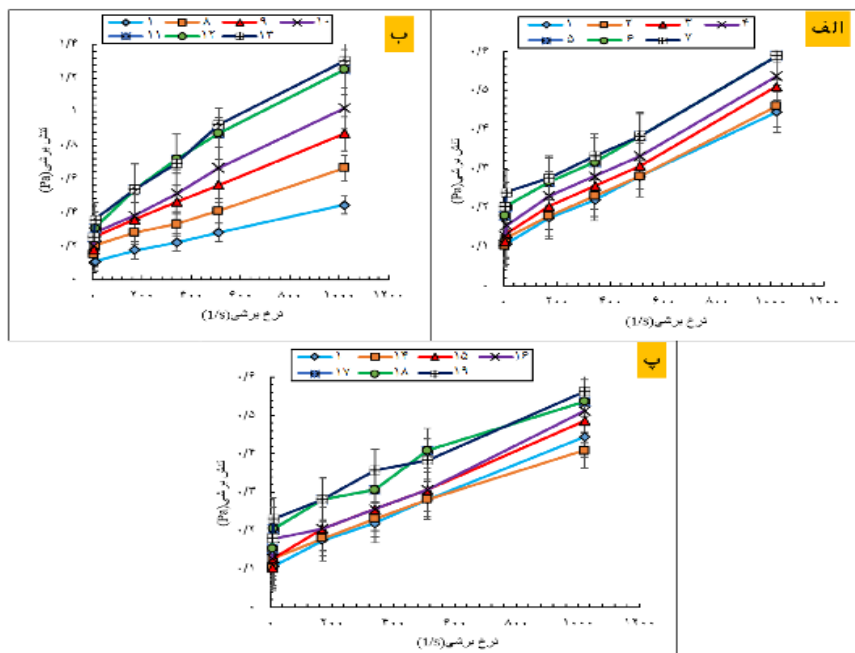 الف
۱ ۲ ۳ ۴
۵ ۶ ۷
۰/۶
۰/۵
۰/۴
۰/۳
۰/۲
۰/۱
۰
تنش برشی(Pa)
۰ ۲۰۰ ۴۰۰ ۶۰۰ ۸۰۰ ۱۰۰۰ ۱۲۰۰
نرخ برشی(1/s)
ب
۱ ۸ ۹ ۱۰
۱۱ ۱۲ ۱۳
۱/۴
۱/۲
۱
۰/۸
۰/۶
۰/۴
۰/۲
۰
تنش برشی(Pa)
۰ ۲۰۰ ۴۰۰ ۶۰۰ ۸۰۰ ۱۰۰۰ ۱۲۰۰
نرخ برشی(1/s)
پ
۱ ۱۴ ۱۵ ۱۶
۱۷ ۱۸ ۱۹
۰/۶
۰/۵
۰/۴
۰/۳
۰/۲
۰/۱
۰
تنش برشی(Pa)
۰ ۲۰۰ ۴۰۰ ۶۰۰ ۸۰۰ ۱۰۰۰ ۱۲۰۰
نرخ برشی(1/s)